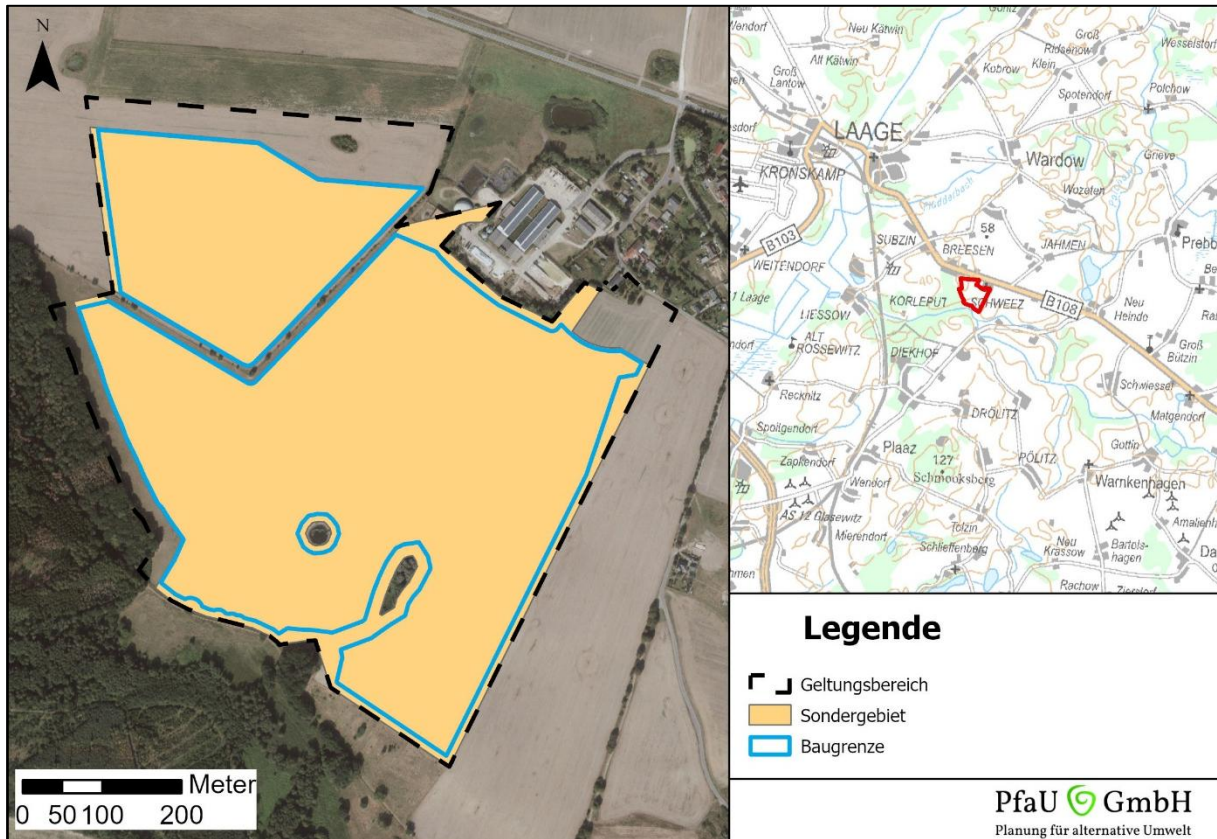 N
Meter
0 50 100 200
Neu Kätwin
Alt Kätwin
Groß
Lantow
Kobrow
Groß
Ridsenow
Klein
Wesselstorf
Spotendorf
Polchow
LAAGE
KRONSKAMP
Wardow
Grieve
Wozeten
B103
SUBZIN
58
BREESEN
JAHMEN
WEITENDORF
40
KORLEPUT
SCHWEEZ
B108
Neu
Heinde
LIESSOW
ALT
ROSSEWITZ
DIEKHOF
Groß
Bützin
Recknitz
DRÖLITZ
Schwiessel
Matgendorf
Spoitgendorf
Plaaz
Zapkendorf
127
Schmooksberg
PÖLITZ
Gottin
Warnkenhagen
Wendorf
AS 12 Glasewitz
Mierendorf
Tolzin
Schlieffenberg
Neu
Krassow
Bartels-
hagen
Rachow
Legende
Geltungsbereich
Sondergebiet
Baugrenze
PfaU GmbH
Planung für alternative Umwelt